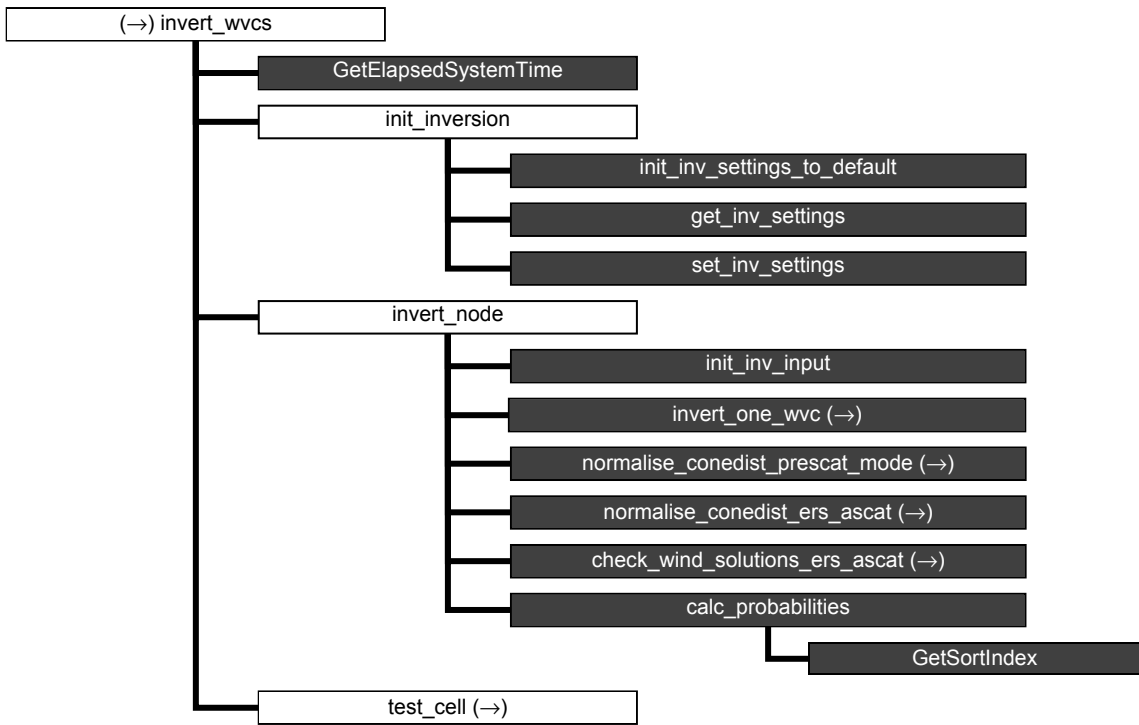 (→) invert_wvcs
GetElapsedSystemTime
init_inversion
init_inv_settings_to_default
get_inv_settings
set_inv_settings
invert_node
init_inv_input
invert_one_wvc (→)
normalise_conedist_prescat_mode (→)
normalise_conedist_ers_ascat (→)
check_wind_solutions_ers_ascat (→)
calc_probabilities
GetSortIndex
test_cell (→)